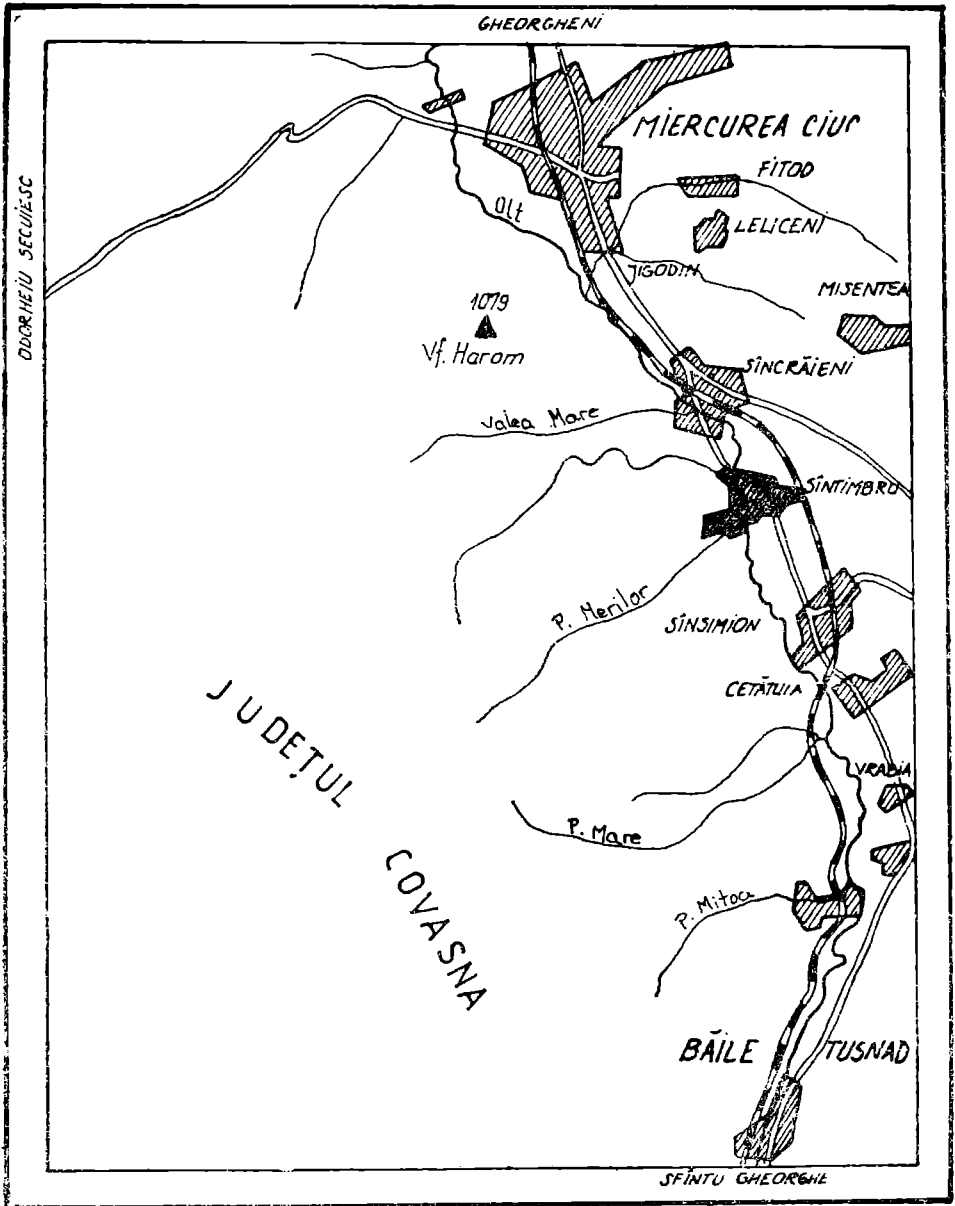 GHEORGHENI
MIERCUREA CIUC
ODORHEIU SECUIESC
FITOD
Olt
LELICENI
JIGODIN
MISENTEA
1079
Vf. Harom
SÎNCRĂIENI
Valea Mare
SÎNTIMBRU
P. Merilor
SÎNSIMION
CETĂTUIA
JUDEȚUL
COVASNA
VRABIA
P. Mare
P. Mitoca
BĂILE TUSNAD
SFÎNTU GHEORGHE